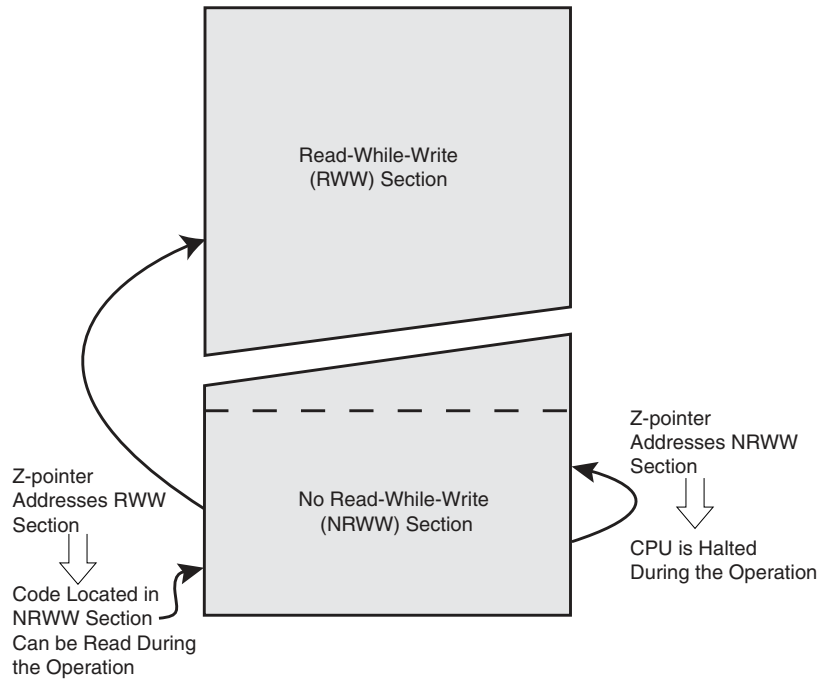 Read-While-Write
(RWW) Section
Z-pointer
Addresses RWW
Section
Code Located in
NRWW Section
Can be Read During
the Operation
No Read-While-Write
(NRWW) Section
Z-pointer
Addresses NRWW
Section
CPU is Halted
During the Operation